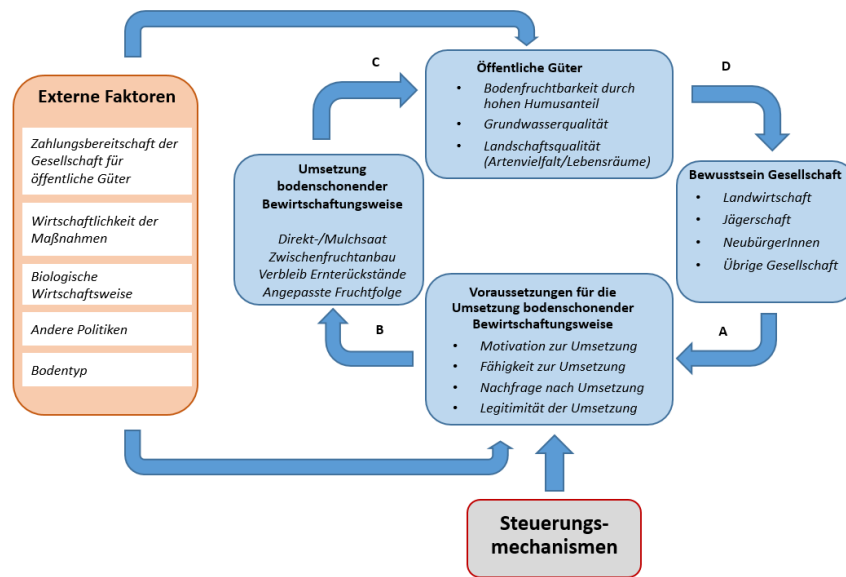 Externe Faktoren
Zahlungsbereitschaft der
Gesellschaft für
öffentliche Güter
Wirtschaftlichkeit der
Maßnahmen
Biologische
Wirtschaftsweise
Andere Politiken
Bodentyp
C
Öffentliche Güter
• Bodenfruchtbarkeit durch
hohen Humusanteil
• Grundwasserqualität
• Landschaftsqualität
(Artenvielfalt/Lebensräume)
D
Umsetzung
bodenschonender
Bewirtschaftungsweise
Direkt-/Mulchsaat
Zwischenfruchtanbau
Verbleib Ernterückstände
Angepasste Fruchtfolge
Bewusstsein Gesellschaft
• Landwirtschaft
• Jägerschaft
• NeubürgerInnen
• Übrige Gesellschaft
B
Voraussetzungen für die
Umsetzung bodenschonender
Bewirtschaftungsweise
• Motivation zur Umsetzung
• Fähigkeit zur Umsetzung
• Nachfrage nach Umsetzung
• Legitimität der Umsetzung
A
Steuerungs-
mechanismen